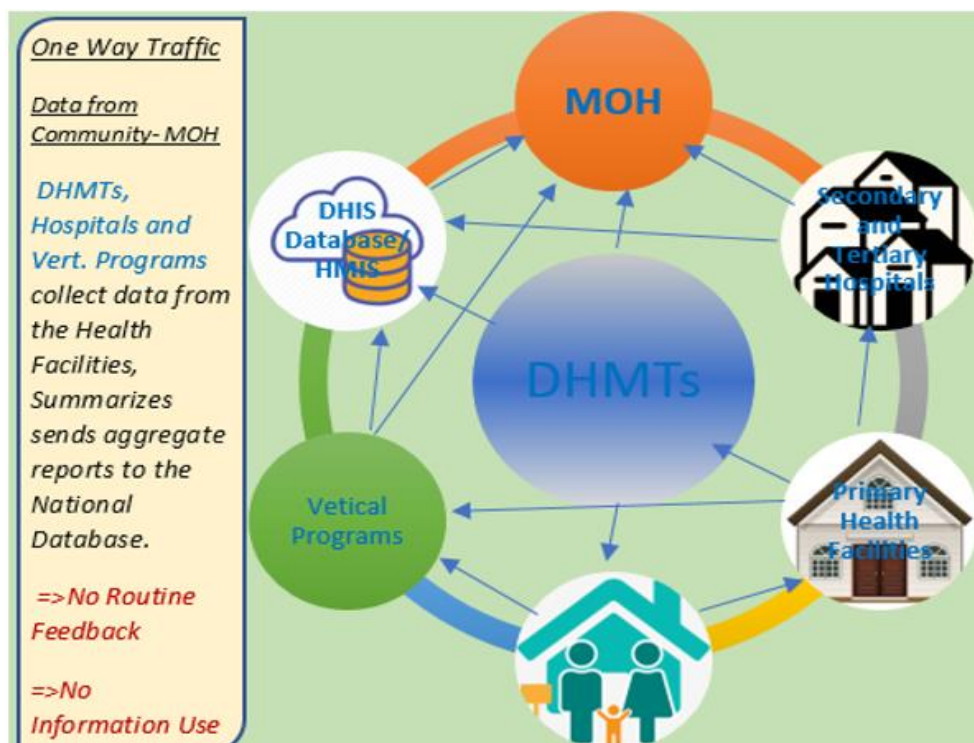 One Way Traffic
Data from
Community- MOH
DHMTs,
Hospitals and
Vert. Programs
collect data from
the Health
Facilities,
Summarizes
sends aggregate
reports to the
National
Database.
=>No Routine
Feedback
=>No
Information Use
MOH
DHIS
Database/
HMIS
Secondary
and
Tertiary
Hospitals
DHMTs
Vetical
Programs
Primary
Health
Facilities